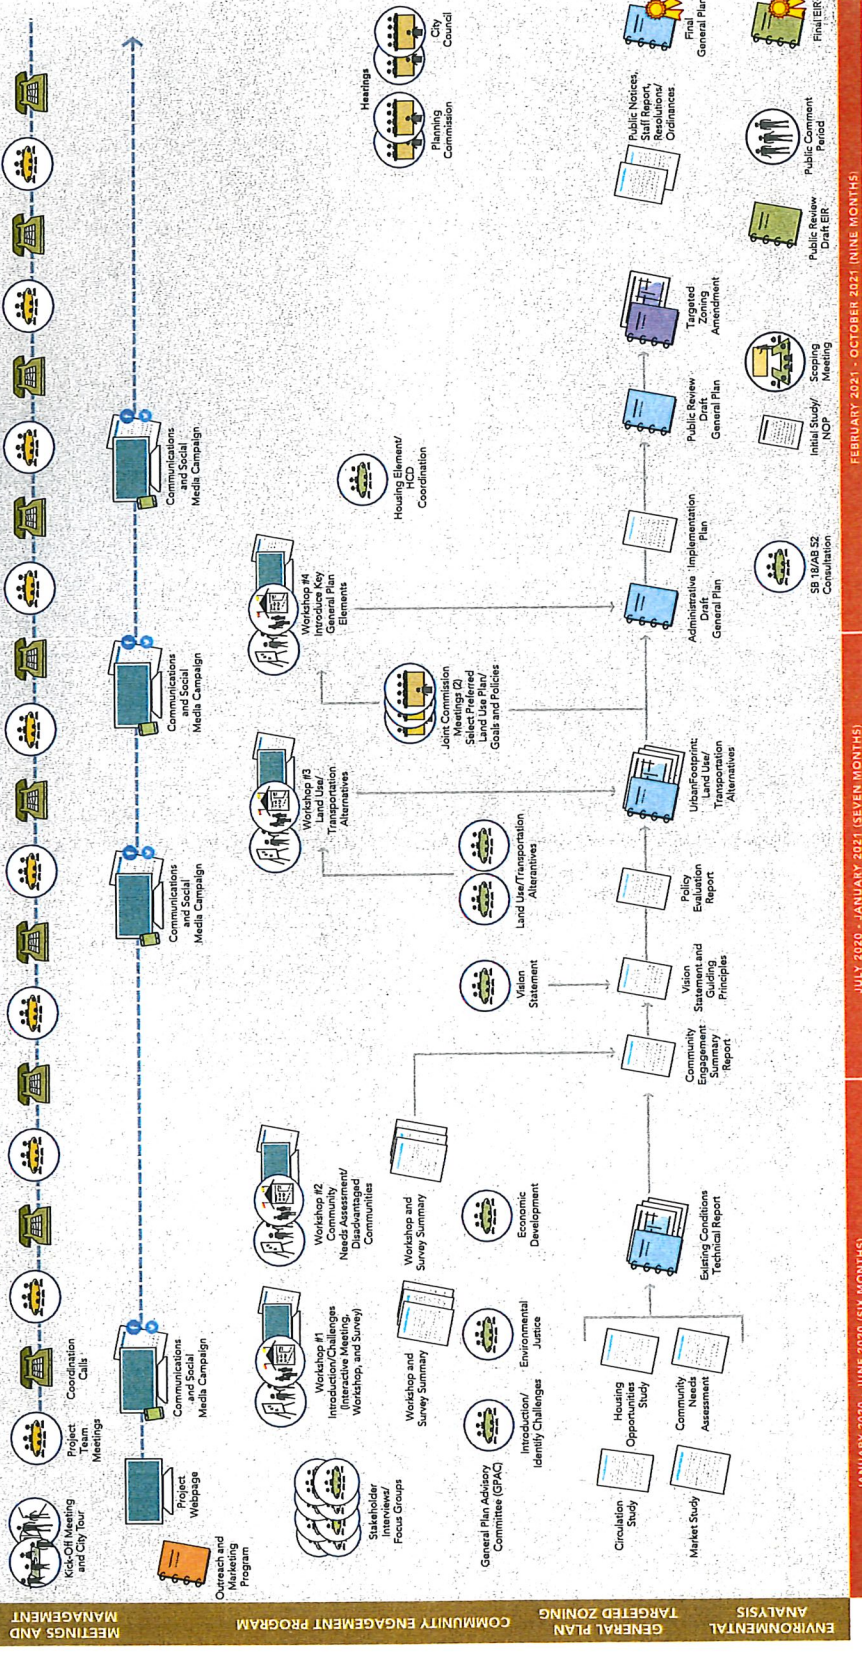 MEETINGS AND
MANAGEMENT
COMMUNITY ENGAGEMENT PROGRAM
GENERAL PLAN
TARGETED ZONING
ENVIRONMENTAL
ANALYSIS
Kick-Off Meeting
and City Tour
Project
Team
Meetings
Coordination
Calls
Outreach and
Marketing
Program
Project
Webpage
Communications
and Social
Media Campaign
Communications
and Social
Media Campaign
Communications
and Social
Media Campaign
Communications
and Social
Media Campaign
Stakeholder
Interviews/
Focus Groups
Workshop #1
Introduction/Challenges
(Interactive Meeting,
Workshop, and Survey)
Workshop #2
Community
Needs Assessment/
Disadvantaged
Communities
Workshop #3
Land Use/
Transportation
Alternatives
Workshop #4
Introduce Key
General Plan
Elements
Workshop and
Survey Summary
Workshop and
Survey Summary
Joint Commission
Meetings (2)
Select Preferred
Land Use Plan/
Goals and Policies
Housing Element/
HCD
Coordination
Hearings
Planning
Commission
City
Council
General Plan Advisory
Committee (GPAC)
Introduction/
Identify Challenges
Environmental
Justice
Economic
Development
Vision
Statement
Land Use/Transportation
Alterantives
Circulation
Study
Housing
Opportunities
Study
Market Study
Community
Needs
Assessment
Existing Conditions
Technical Report
Community
Engagement
Summary
Report
Vision
Statement and
Guiding
Principles
Policy
Evaluation
Report
UrbanFootprint:
Land Use/
Transportation
Alternatives
Administrative
Draft
General Plan
Implementation
Plan
Public Review
Draft
General Plan
Targeted
Zoning
Amendment
Public Notices,
Staff Report,
Resolutions/
Ordinances.
Final
General Plan
SB 18/AB 52
Consultation
Initial Study/
NOP
Scoping
Meeting
Public Review
Draft EIR
Public Comment
Period
Final EIR
JANUARY 2020 - JUNE 2020 (SIX MONTHS)
JULY 2020 - JANUARY 2021 (SEVEN MONTHS)
FEBRUARY 2021 - OCTOBER 2021 (NINE MONTHS)